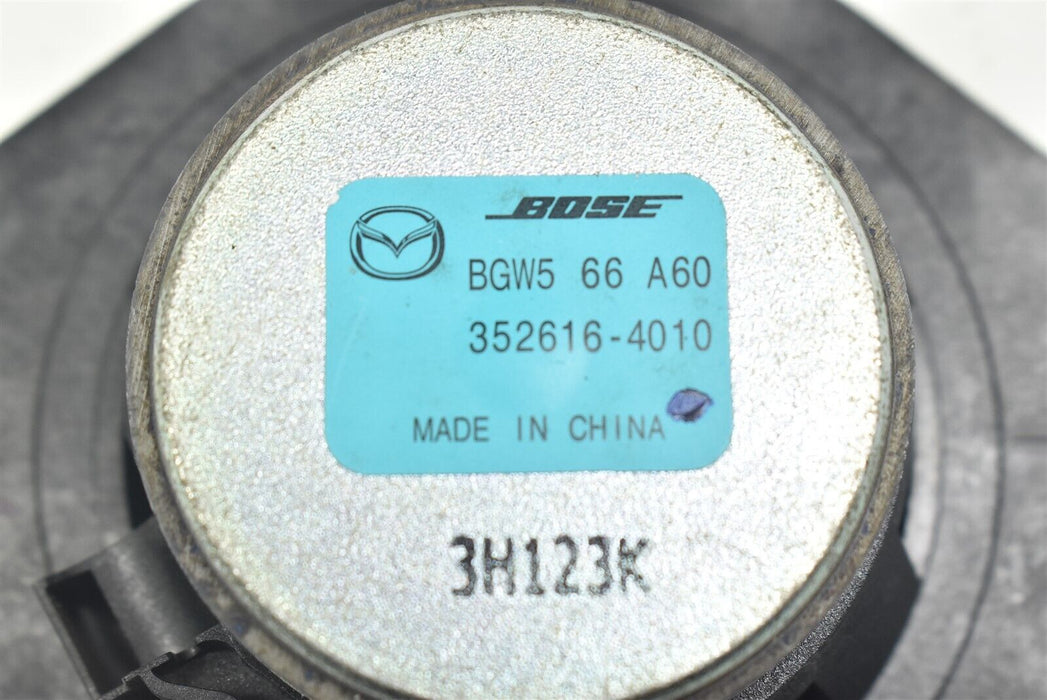 BOSE
BGW5 66 A60
352616-4010
MADE IN CHINA
3H123K